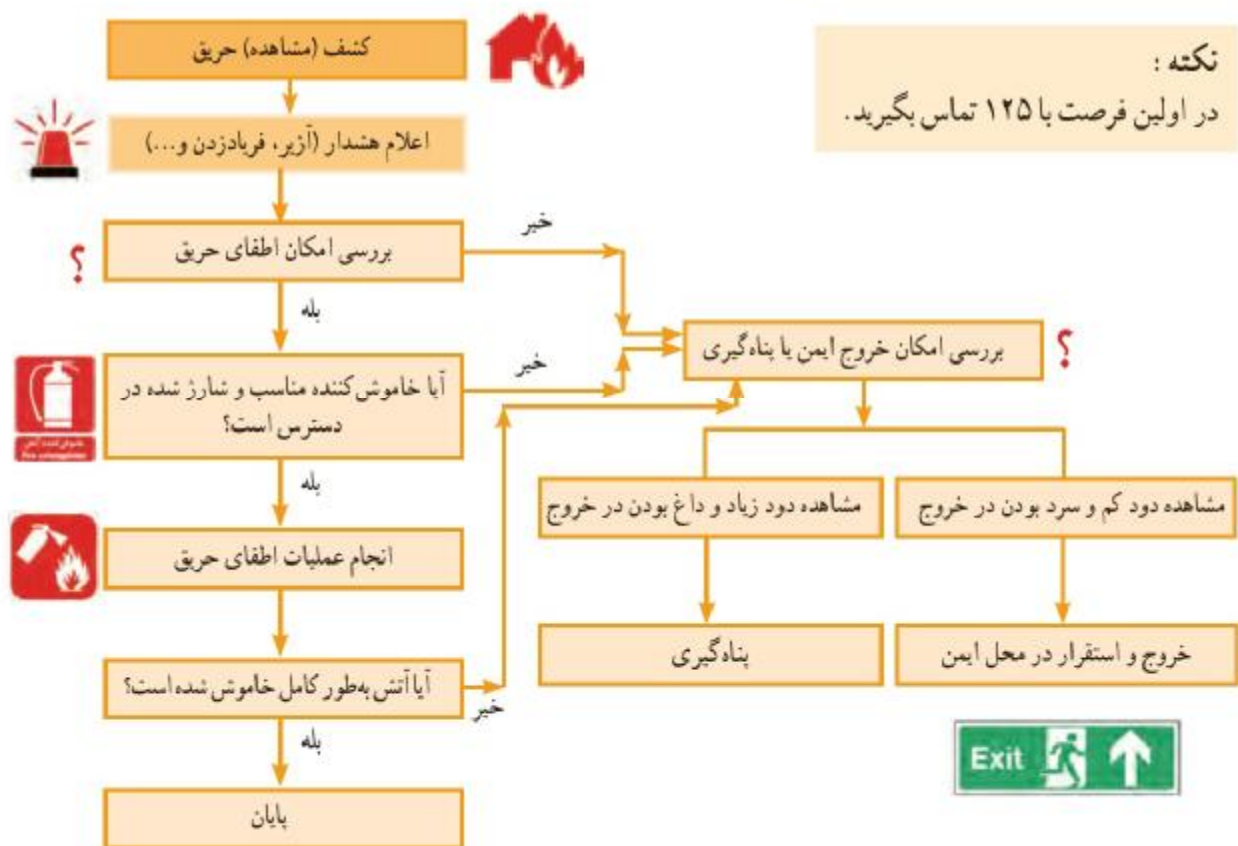 کشف (مشاهده) حریق
نکته :
در اولین فرصت با ۱۲۵ تماس بگیرید.
اعلام هشدار (آژیر، فریادزدن و...)
بررسی امکان اطفای حریق
؟
خیر
بله
آیا خاموش‌کننده مناسب و شارژ شده در
دسترس است؟
خیر
بله
انجام عملیات اطفای حریق
آیا آتش به‌طور کامل خاموش شده است؟
خیر
بله
پایان
بررسی امکان خروج ایمن یا پناه‌گیری
؟
مشاهده دود کم و سرد بودن در خروج
مشاهده دود زیاد و داغ بودن در خروج
خروج و استقرار در محل ایمن
پناه‌گیری
Exit